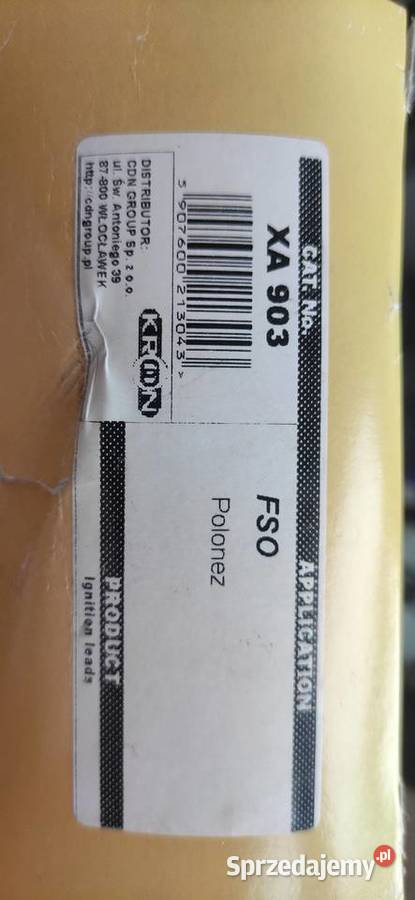 CAT. No.
XA 903
5 907600 213043 >
DISTRIBUTOR:
CDN GROUP Sp. z o.o.
ul. Św. Antoniego 39
87-800 WŁOCŁAWEK
http://cdngroup.pl
KRON
APPLICATION
FSO
Polonez
PRODUCT
Ignition leads
Sprzedajemy.pl